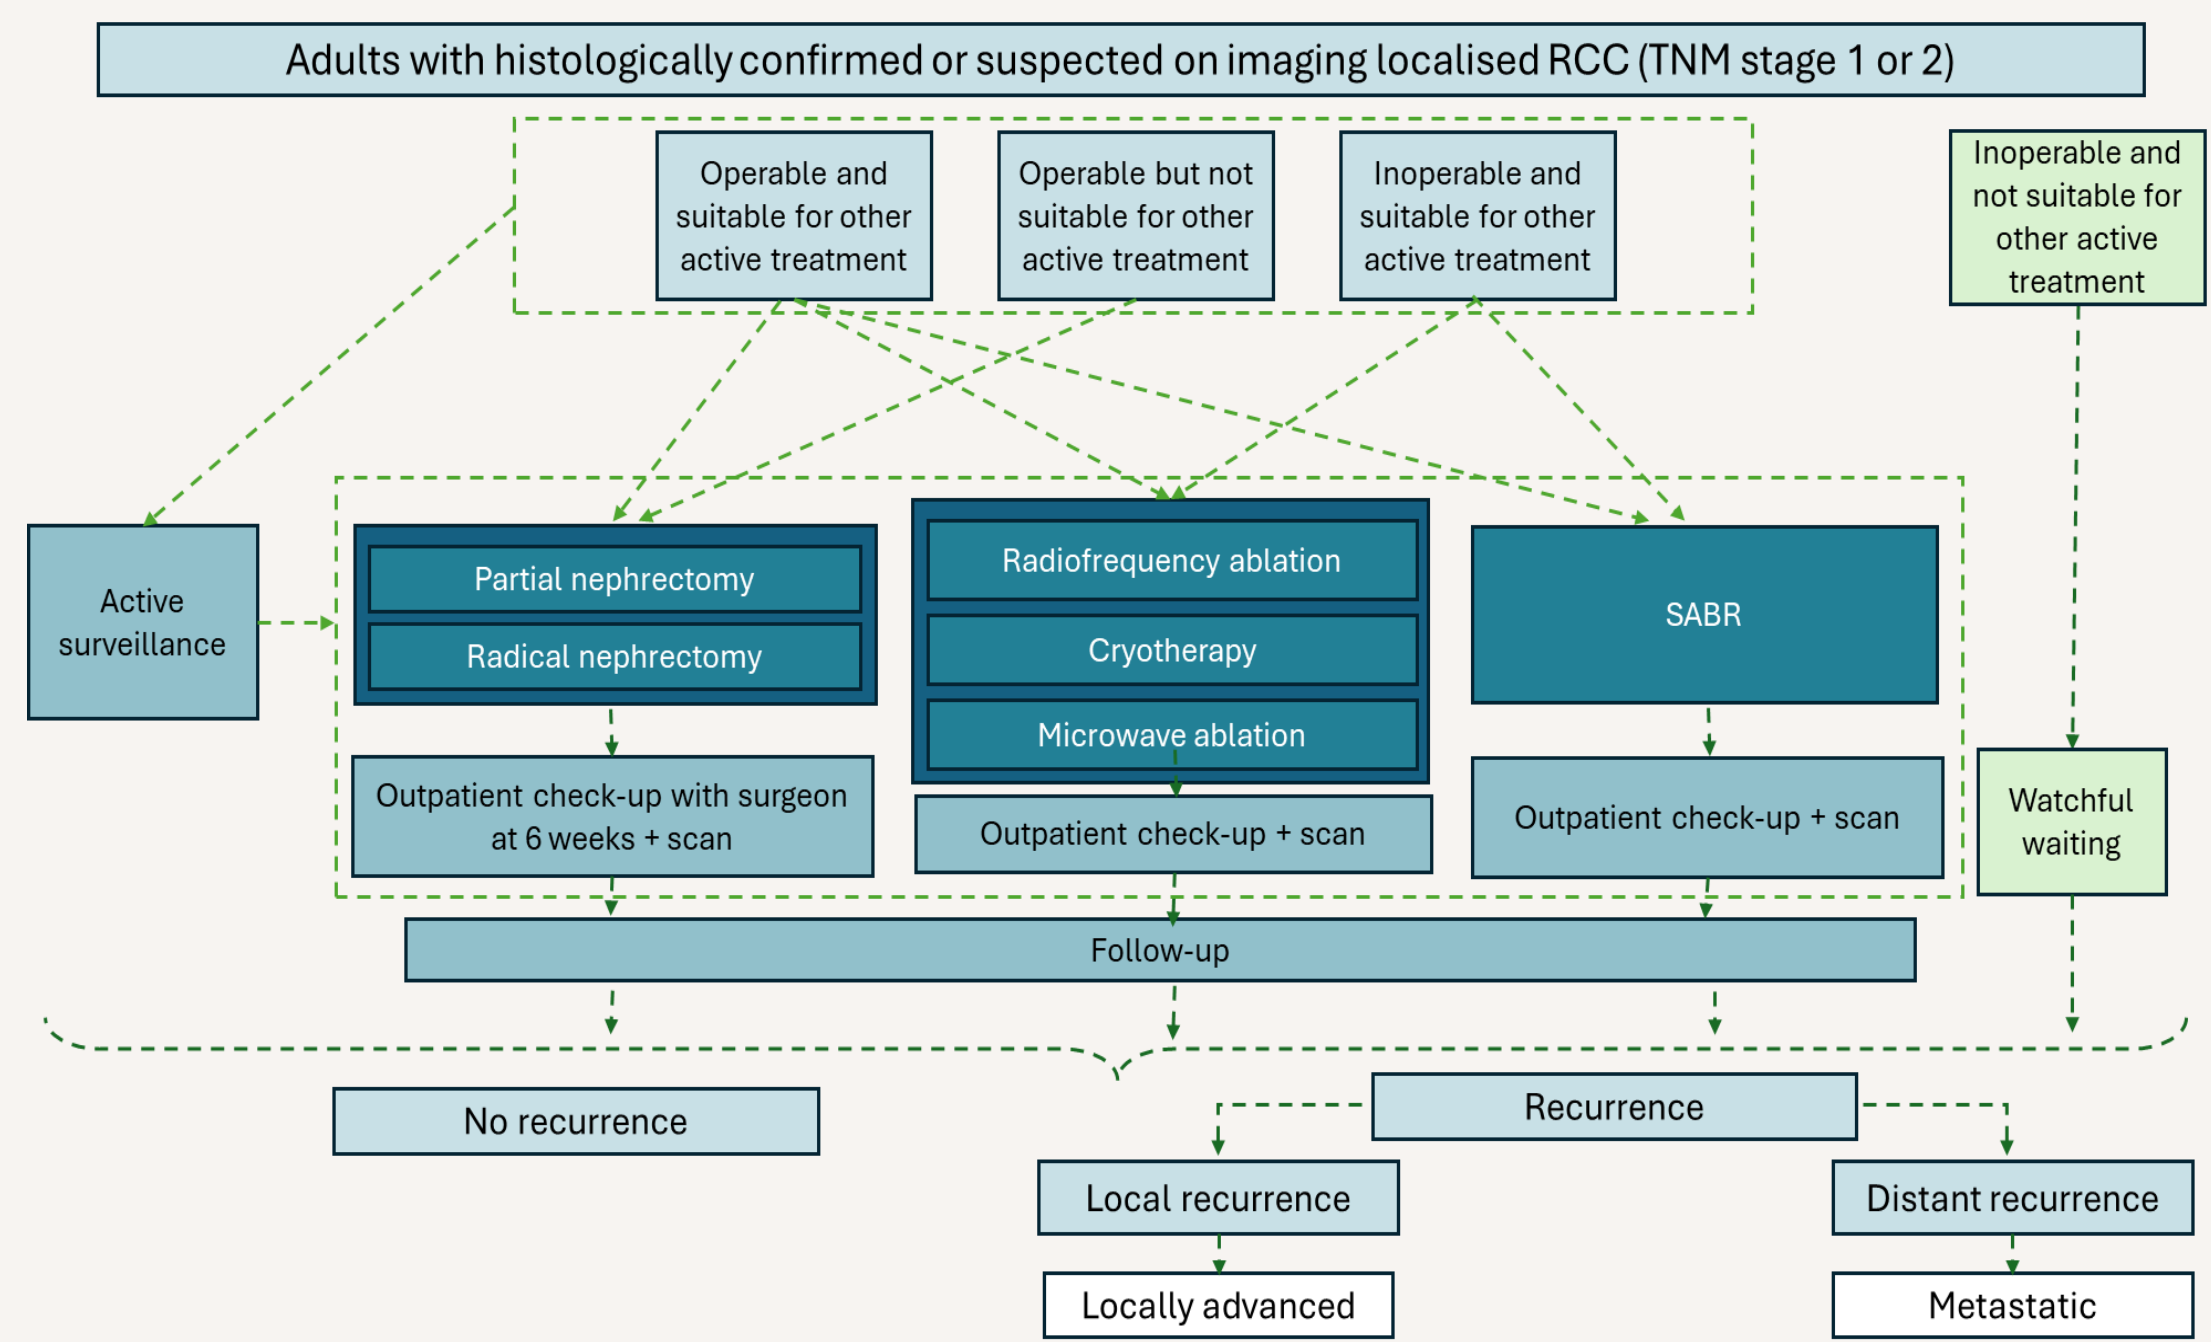 Adults with histologically confirmed or suspected on imaging localised RCC (TNM stage 1 or 2)
Operable and
suitable for other
active treatment
Operable but not
suitable for other
active treatment
Inoperable and
suitable for other
active treatment
Inoperable and
not suitable for
other active
treatment
Active
surveillance
Partial nephrectomy
Radical nephrectomy
Radiofrequency ablation
Cryotherapy
Microwave ablation
SABR
Outpatient check-up with surgeon
at 6 weeks + scan
Outpatient check-up + scan
Outpatient check-up + scan
Watchful
waiting
Follow-up
No recurrence
Recurrence
Local recurrence
Distant recurrence
Locally advanced
Metastatic